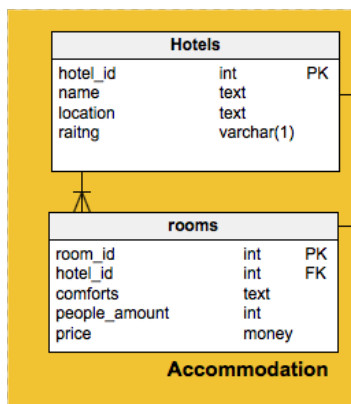 Hotels
hotel_id int PK
name text
location text
raitng varchar(1)
rooms
room_id int PK
hotel_id int FK
comforts text
people_amount int
price money
Accommodation